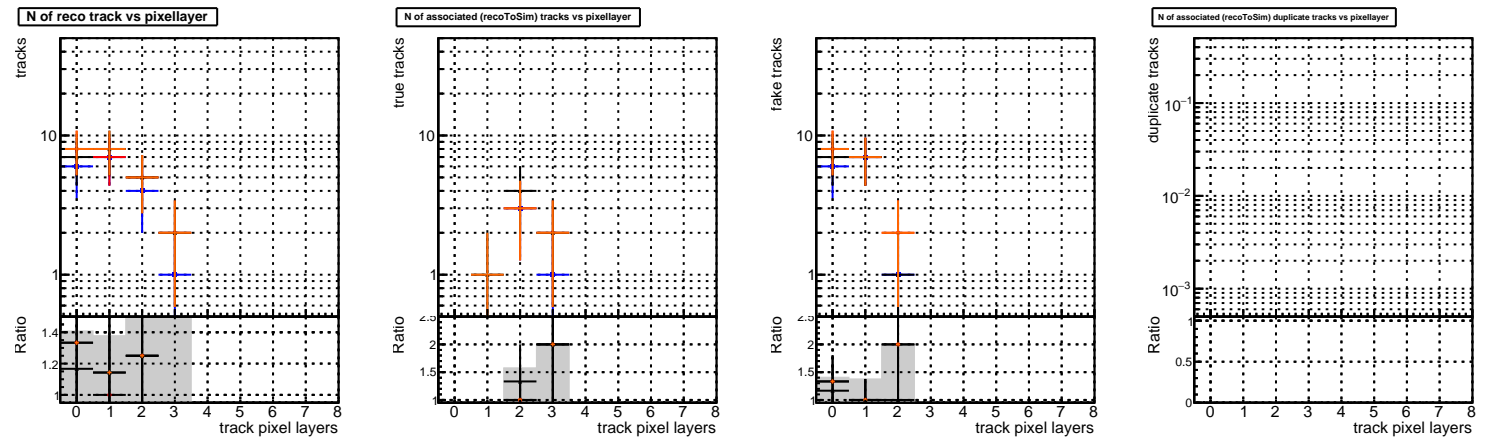 N of reco track vs pixellayer
tracks
10
1
Ratio
1.4
1.2
1
0 1 2 3 4 5 6 7 8
track pixel layers
N of associated (recoToSim) tracks vs pixellayer
true tracks
10
1
Ratio
2.5
2
1.5
1
0 1 2 3 4 5 6 7 8
track pixel layers
fake tracks
10
1
Ratio
2.5
2
1.5
1
0 1 2 3 4 5 6 7 8
track pixel layers
N of associated (recoToSim) duplicate tracks vs pixellayer
duplicate tracks
10⁻¹
10⁻²
10⁻³
Ratio
1
0.5
0
0 1 2 3 4 5 6 7 8
track pixel layers